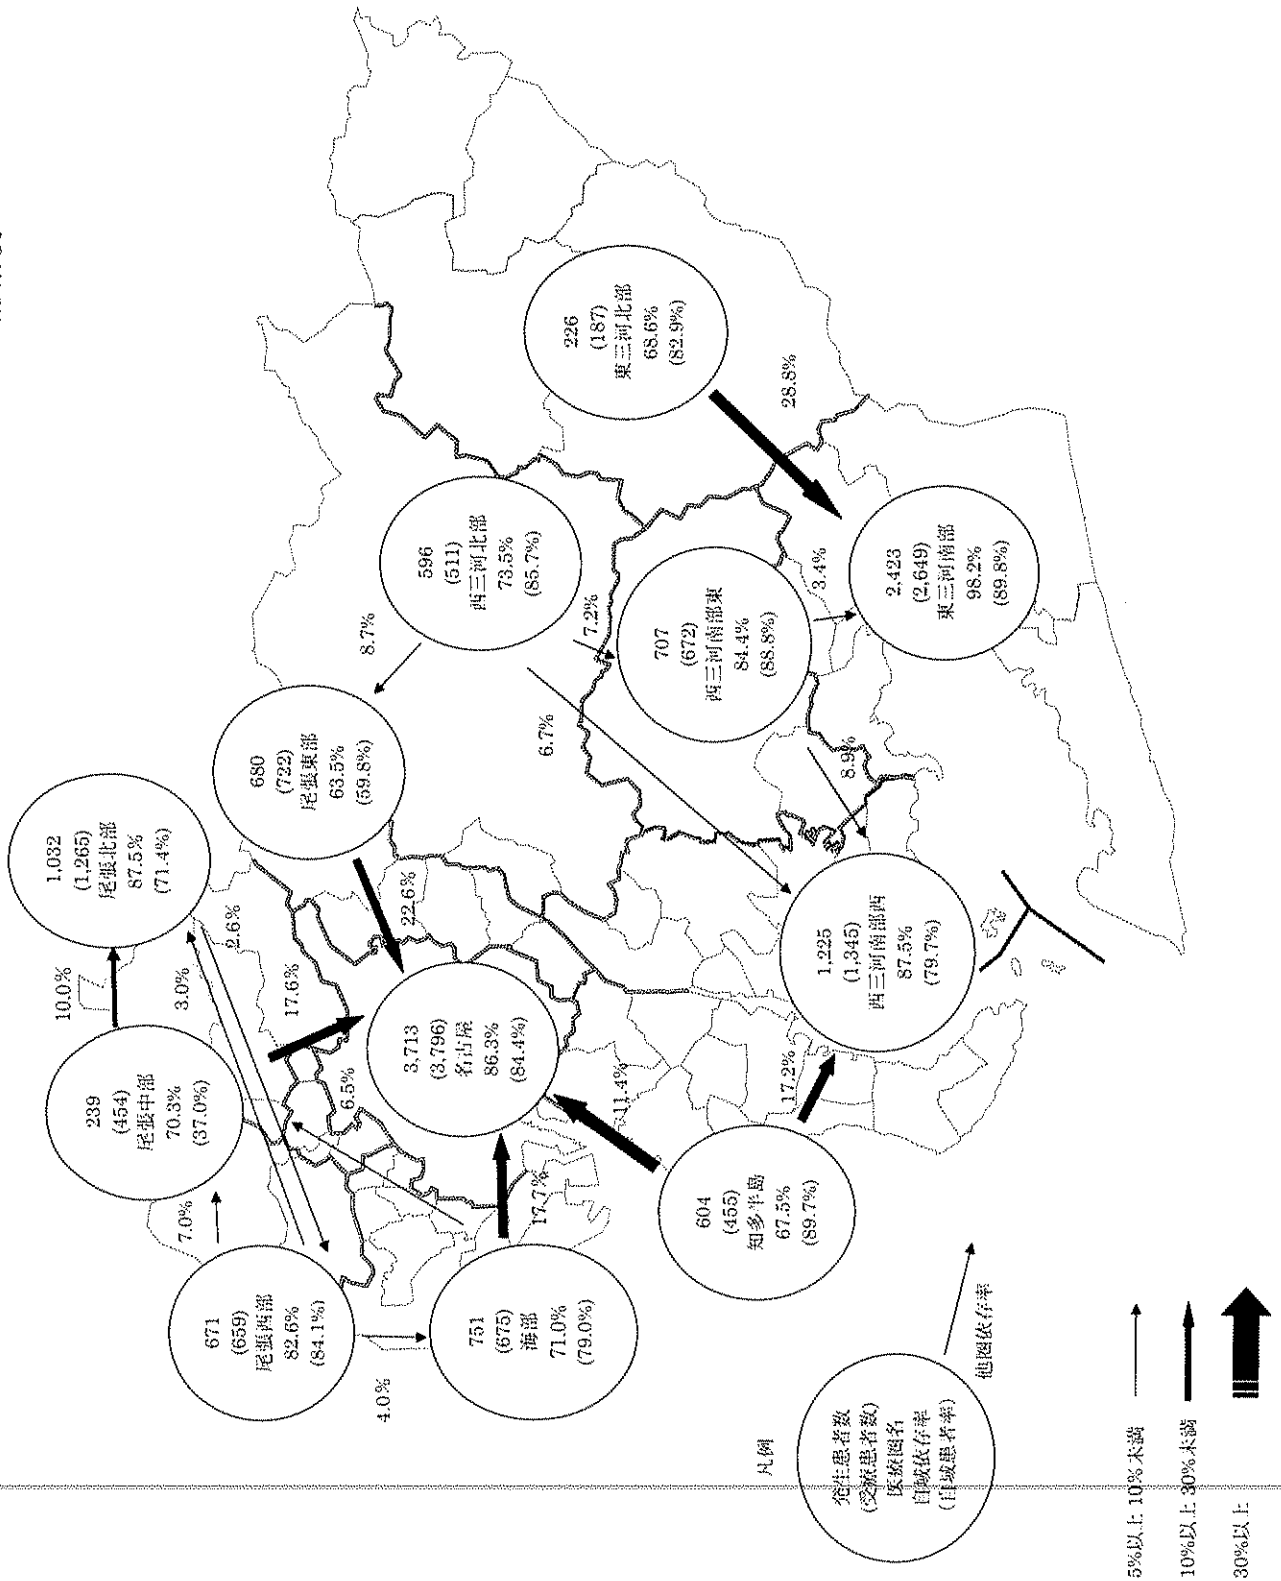 1,032
(1,265)
尾張北部
87.5%
(71.4%)
10.0%
3.0%
2.6%
239
(454)
尾張中部
70.3%
(37.0%)
7.0%
17.6%
671
(659)
尾張西部
82.6%
(84.1%)
4.0%
6.5%
680
(722)
尾張東部
63.5%
(59.8%)
22.6%
8.7%
3,713
(3,796)
名古屋
86.3%
(84.4%)
751
(675)
海部
71.0%
(79.0%)
17.7%
11.4%
604
(455)
知多半島
67.5%
(89.7%)
17.2%
596
(511)
西三河北部
73.5%
(85.7%)
7.2%
6.7%
707
(672)
西三河南部東
84.4%
(88.8%)
3.4%
8.9%
1,225
(1,345)
西三河南部西
87.5%
(79.7%)
226
(187)
東三河北部
68.6%
(82.9%)
28.8%
2,423
(2,649)
東三河南部
98.2%
(89.8%)
凡例
発生患者数
(受療患者数)
医療圏名
自域依存率
(自域患者率)
他圏依存率
5%以上 10%未満
10%以上 30%未満
30%以上